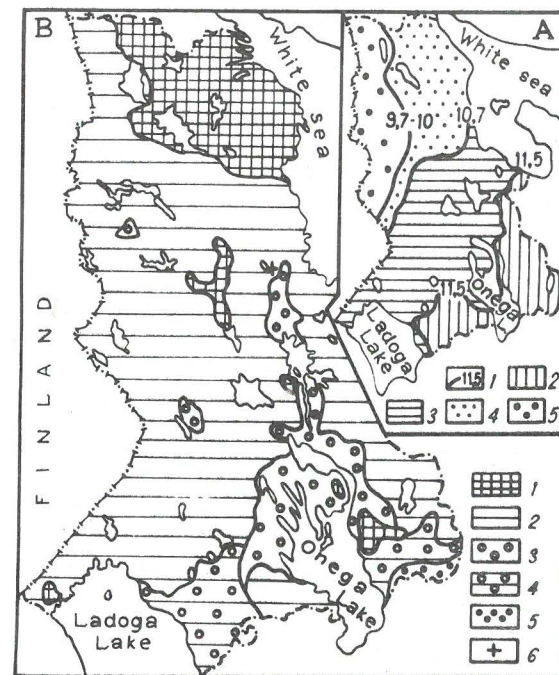 B
A
White sea
White sea
9,7-10
10,7
11,5
11,5
Onega L.
Ladoga
Lake
11,5 1
2
3
4
5
FINLAND
1
2
3
4
5
6
Onega
Lake
Ladoga
Lake